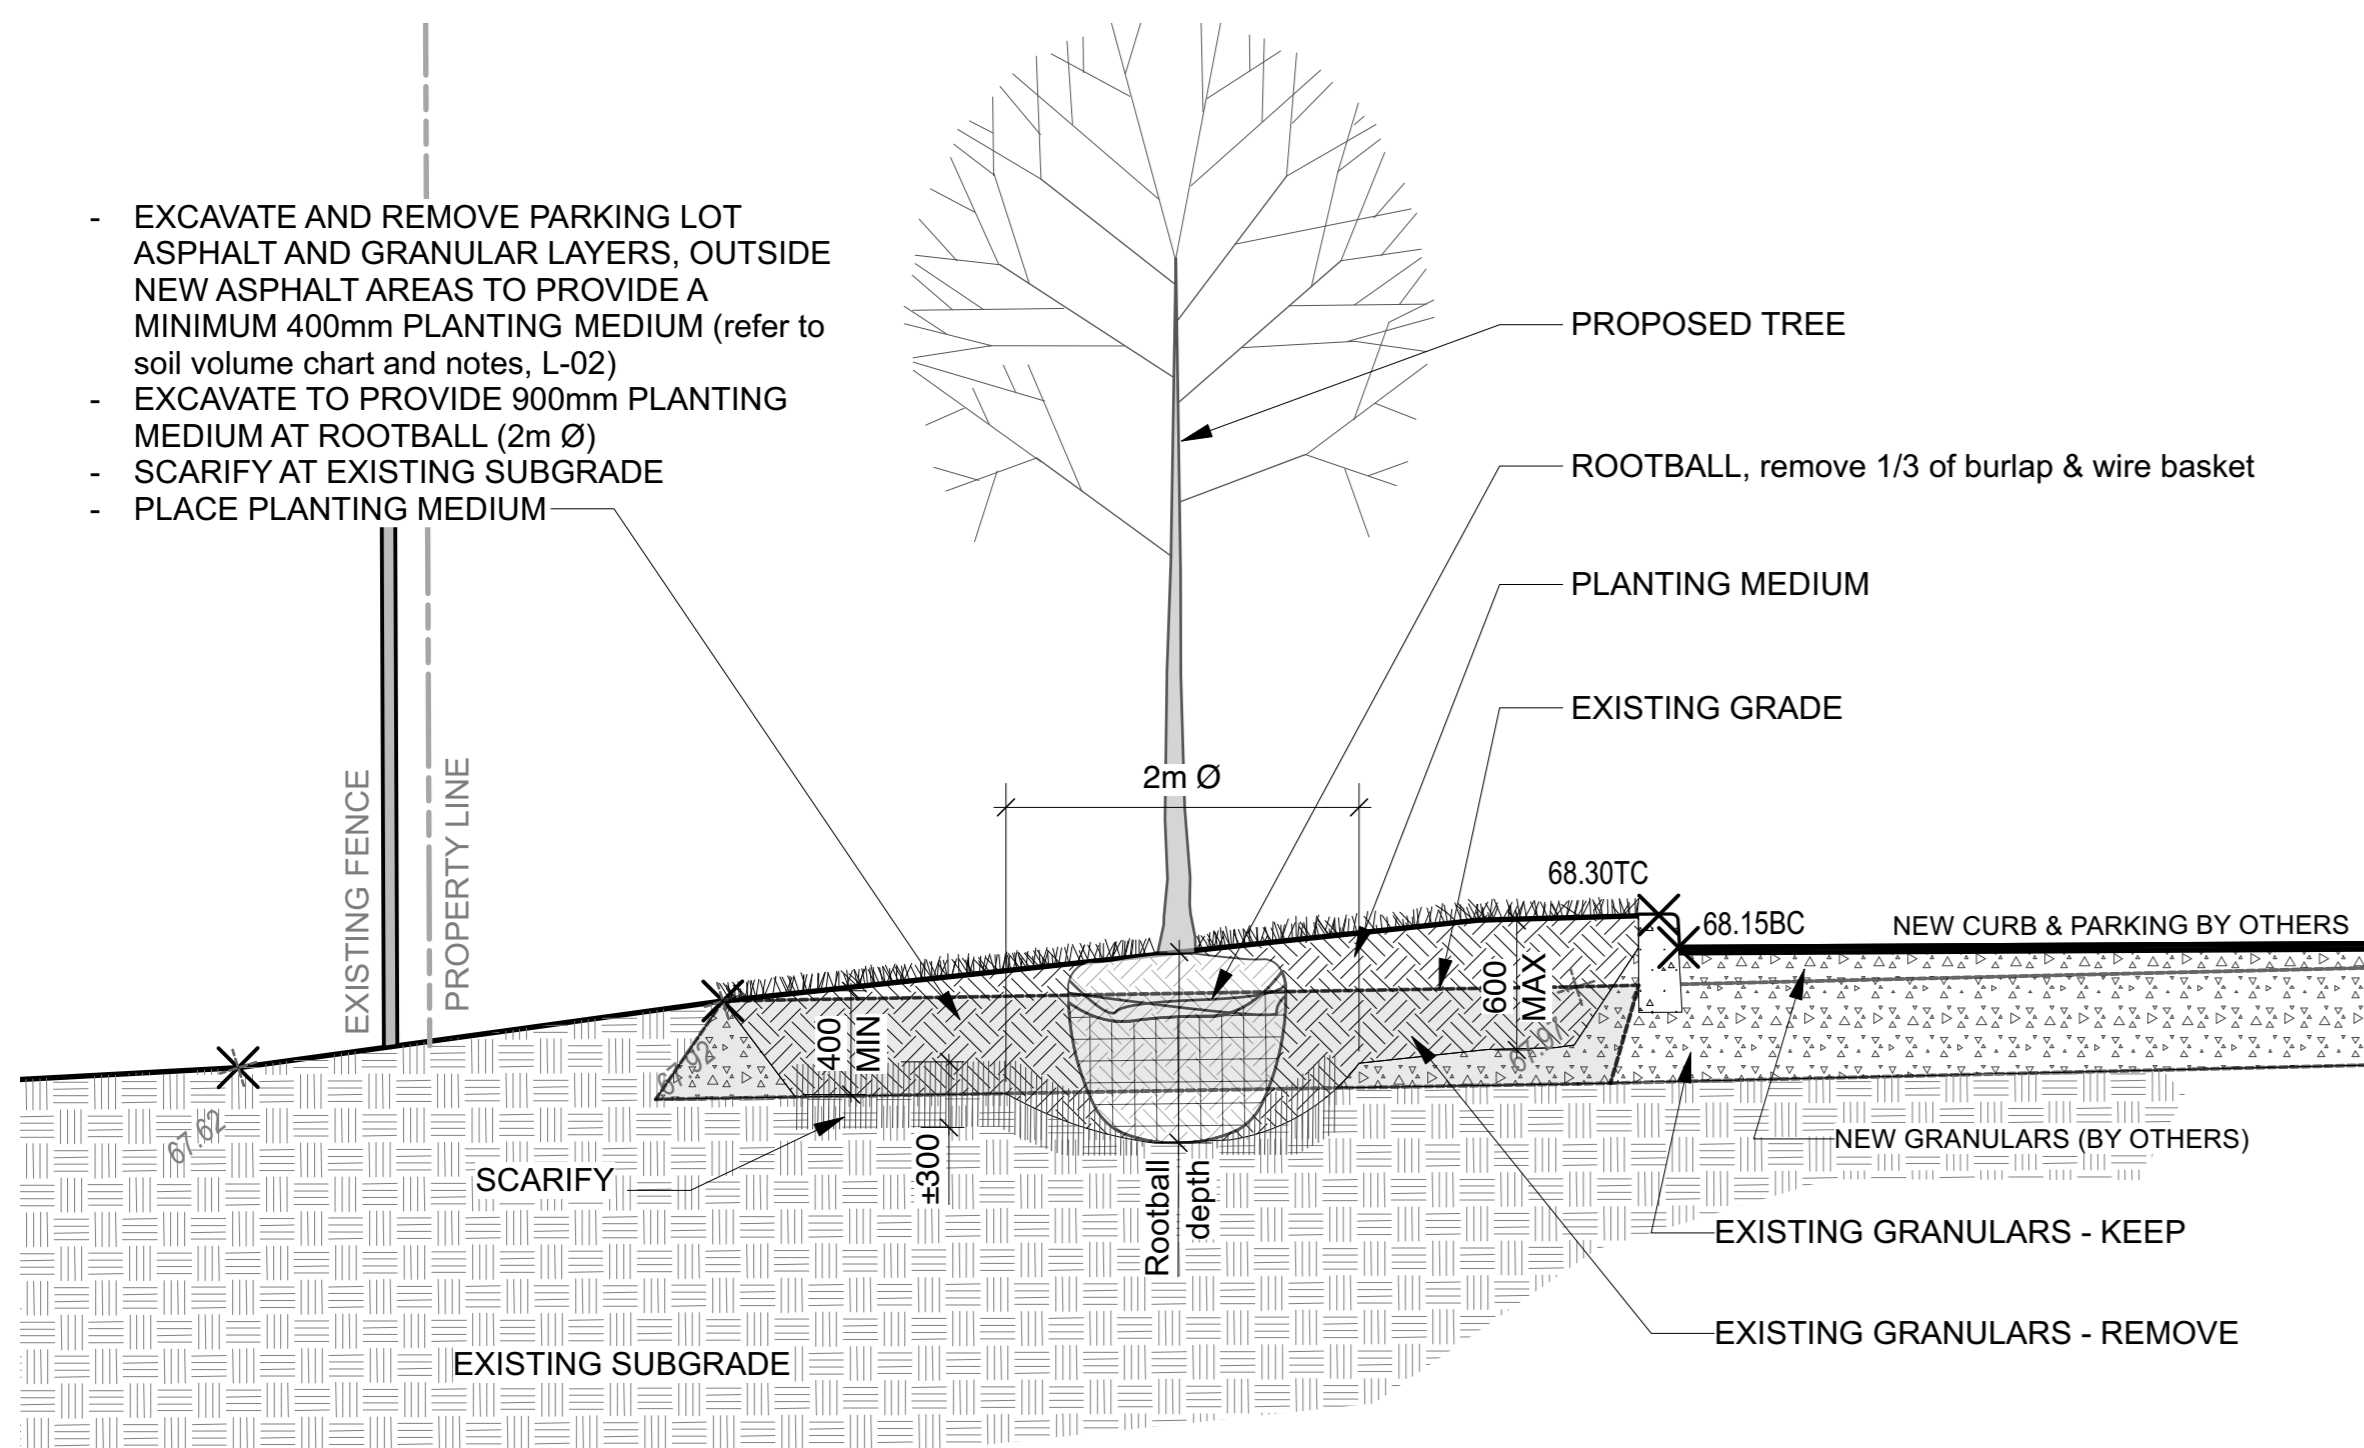 - EXCAVATE AND REMOVE PARKING LOT
ASPHALT AND GRANULAR LAYERS, OUTSIDE
NEW ASPHALT AREAS TO PROVIDE A
MINIMUM 400mm PLANTING MEDIUM (refer to
soil volume chart and notes, L-02)
- EXCAVATE TO PROVIDE 900mm PLANTING
MEDIUM AT ROOTBALL (2m Ø)
- SCARIFY AT EXISTING SUBGRADE
- PLACE PLANTING MEDIUM
PROPOSED TREE
ROOTBALL, remove 1/3 of burlap & wire basket
PLANTING MEDIUM
EXISTING GRADE
EXISTING FENCE
PROPERTY LINE
2m Ø
68.30TC
68.15BC
NEW CURB & PARKING BY OTHERS
600
MAX
400
MIN
67.92
67.97
67.62
SCARIFY
±300
Rootball
depth
NEW GRANULARS (BY OTHERS)
EXISTING GRANULARS - KEEP
EXISTING GRANULARS - REMOVE
EXISTING SUBGRADE